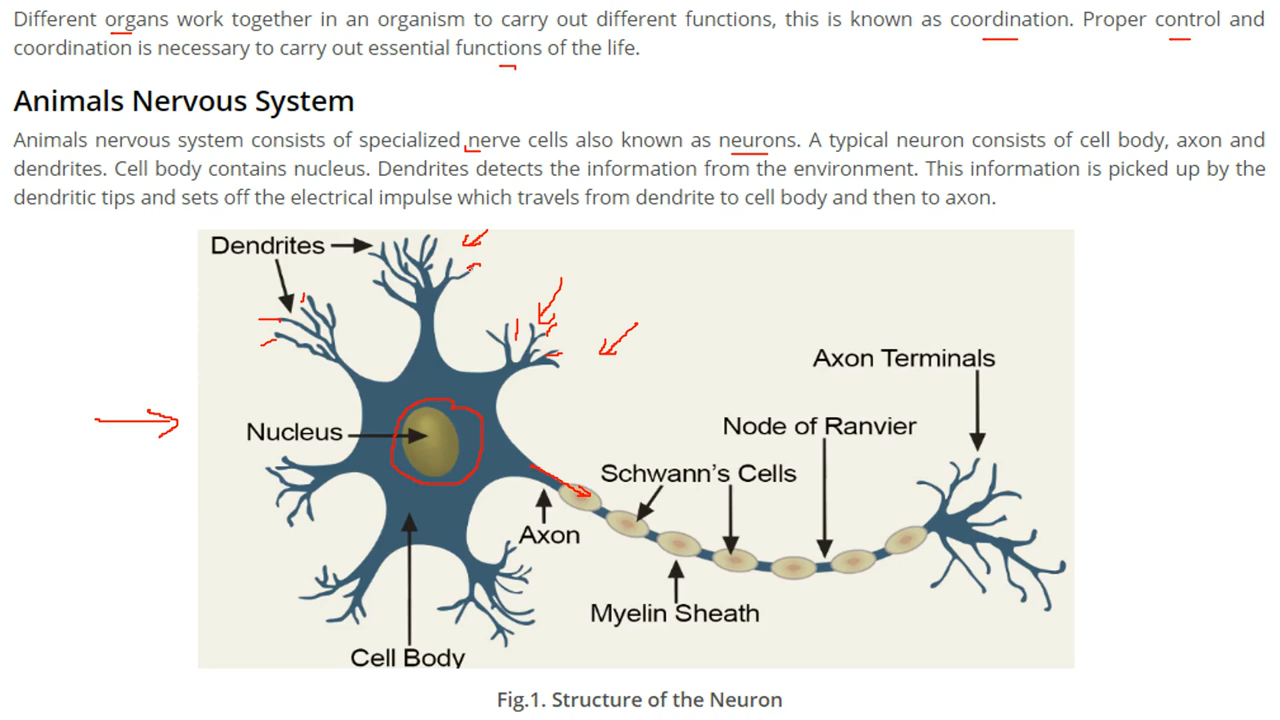 Different organs work together in an organism to carry out different functions, this is known as coordination. Proper control and
coordination is necessary to carry out essential functions of the life.
Animals Nervous System
Animals nervous system consists of specialized nerve cells also known as neurons. A typical neuron consists of cell body, axon and
dendrites. Cell body contains nucleus. Dendrites detects the information from the environment. This information is picked up by the
dendritic tips and sets off the electrical impulse which travels from dendrite to cell body and then to axon.
Dendrites
Axon Terminals
Node of Ranvier
Nucleus
Schwann's Cells
Axon
Myelin Sheath
Cell Body
Fig.1. Structure of the Neuron